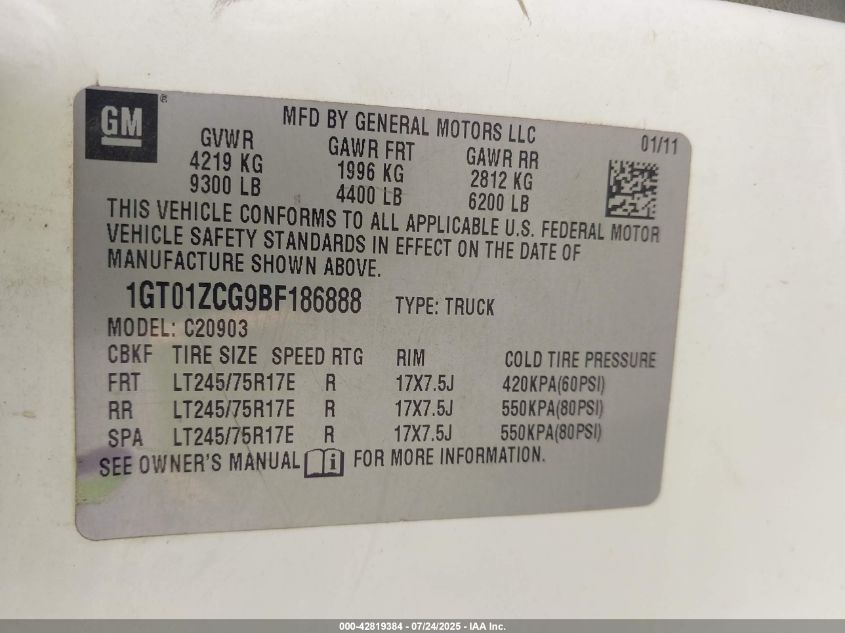 GM ®
MFD BY GENERAL MOTORS LLC 01/11
GVWR GAWR FRT GAWR RR
4219 KG 1996 KG 2812 KG
9300 LB 4400 LB 6200 LB
THIS VEHICLE CONFORMS TO ALL APPLICABLE U.S. FEDERAL MOTOR
VEHICLE SAFETY STANDARDS IN EFFECT ON THE DATE OF
MANUFACTURE SHOWN ABOVE.
1GT01ZCG9BF186888 TYPE: TRUCK
MODEL: C20903
CBKF TIRE SIZE SPEED RTG RIM COLD TIRE PRESSURE
FRT LT245/75R17E R 17X7.5J 420KPA(60PSI)
RR LT245/75R17E R 17X7.5J 550KPA(80PSI)
SPA LT245/75R17E R 17X7.5J 550KPA(80PSI)
SEE OWNER'S MANUAL i FOR MORE INFORMATION.
000-42819384 - 07/24/2025 - IAA Inc.